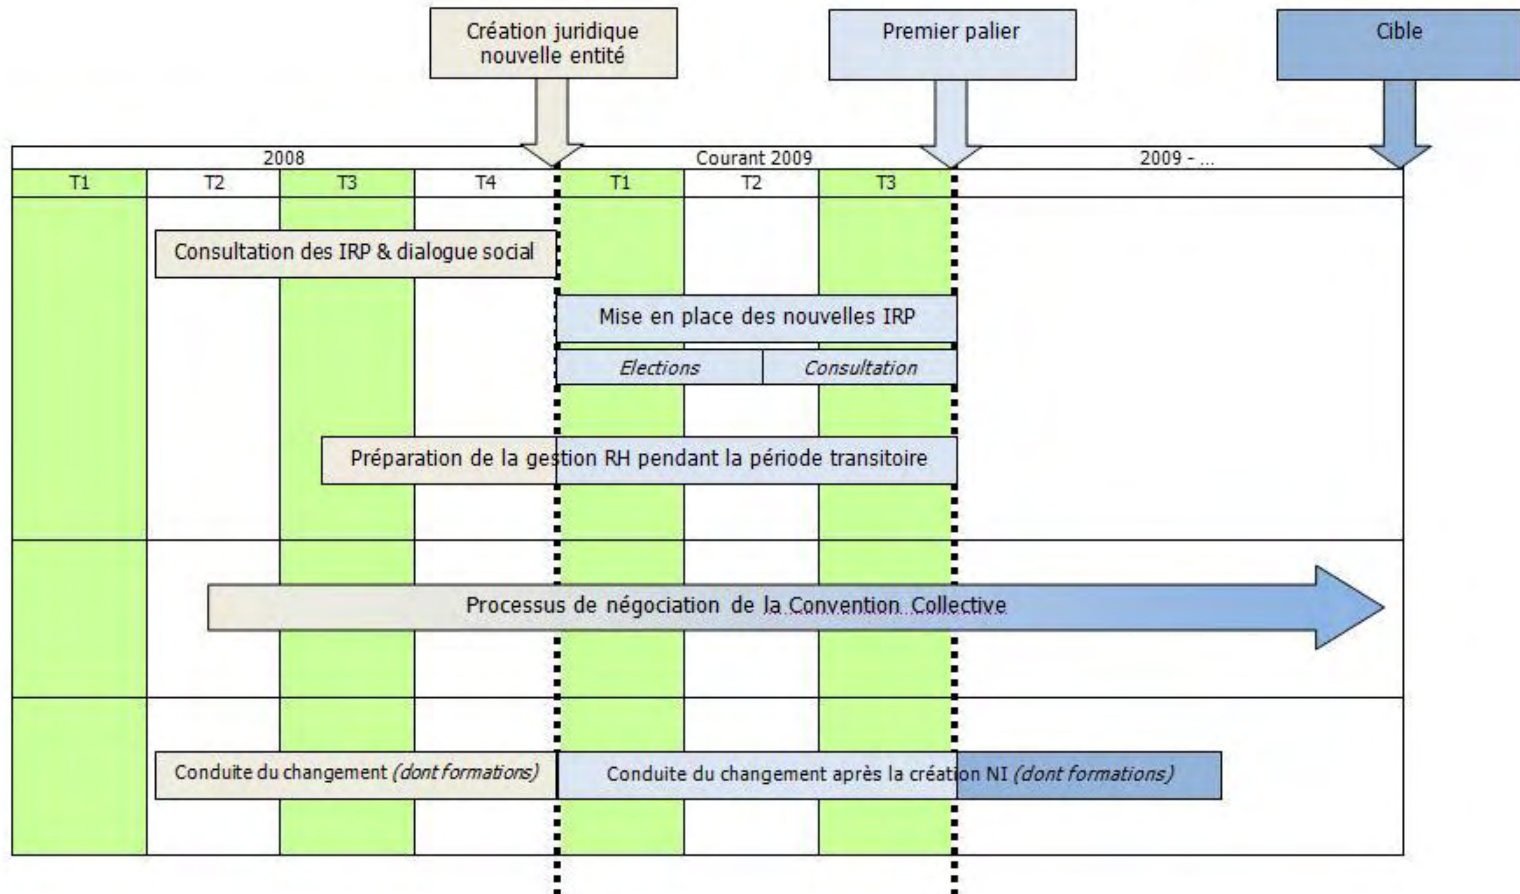 Création juridique
nouvelle entité
Premier palier
Cible
2008
Courant 2009
2009 - ...
T1
T2
T3
T4
T1
T2
T3
Consultation des IRP & dialogue social
Mise en place des nouvelles IRP
Elections
Consultation
Préparation de la gestion RH pendant la période transitoire
Processus de négociation de la Convention Collective
Conduite du changement (dont formations)
Conduite du changement après la création NI (dont formations)